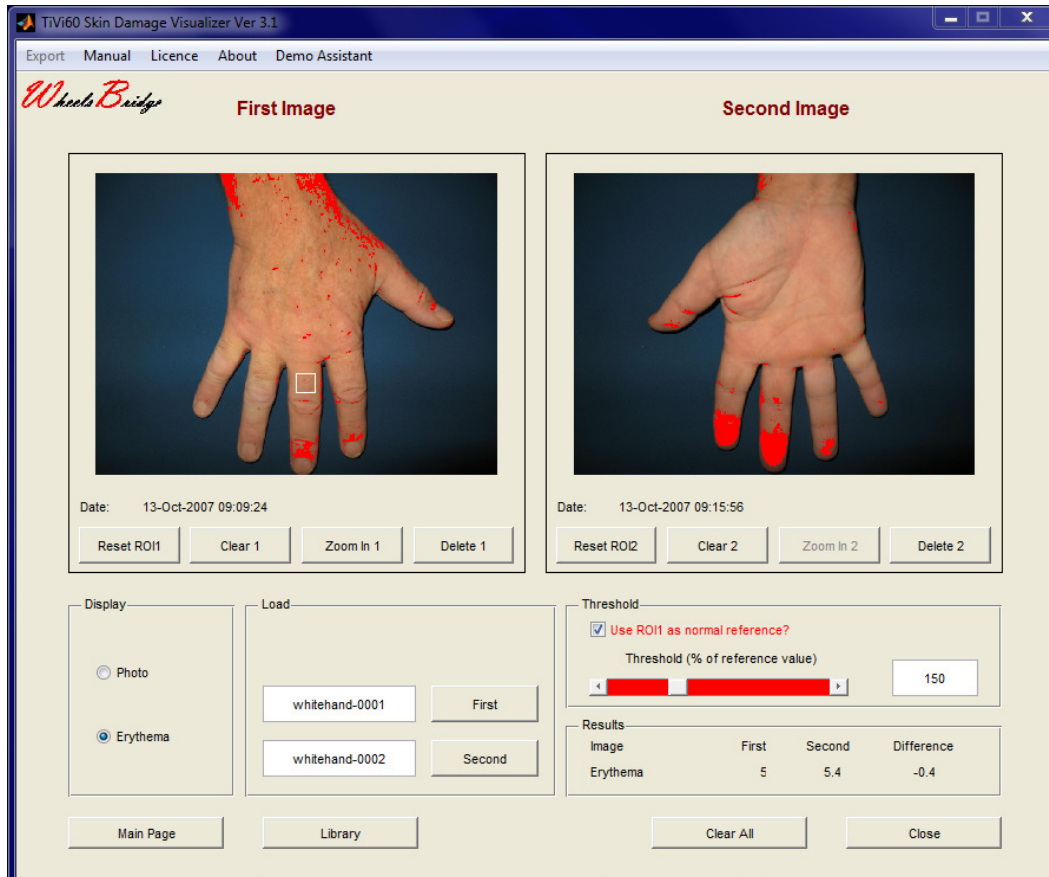 TiVi60 Skin Damage Visualizer Ver 3.1
Export Manual Licence About Demo Assistant
WheelsBridge
First Image
Second Image
Date: 13-Oct-2007 09:09:24
Reset ROI1 Clear 1 Zoom In 1 Delete 1
Date: 13-Oct-2007 09:15:56
Reset ROI2 Clear 2 Zoom In 2 Delete 2
Display
Photo
Erythema
Load
whitehand-0001 First
whitehand-0002 Second
Threshold
Use ROI1 as normal reference?
Threshold (% of reference value)
150
Results
Image First Second Difference
Erythema 5 5.4 -0.4
Main Page Library Clear All Close